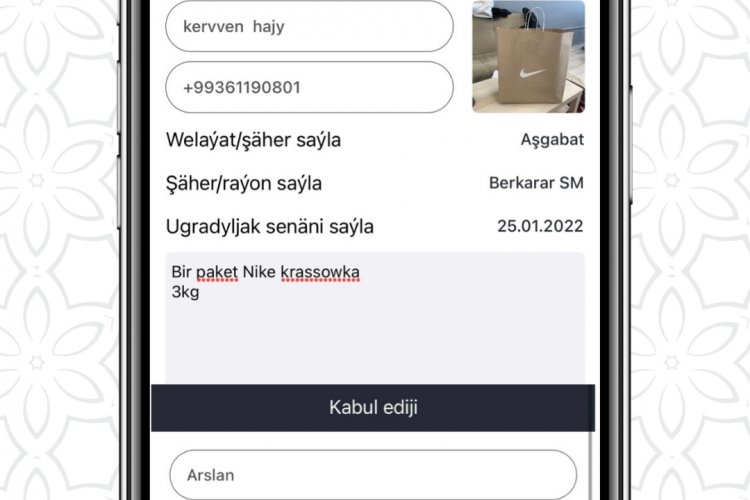 kervven hajy
+99361190801
Welaýat/şäher saýla
Aşgabat
Şäher/raýon saýla
Berkarar SM
Ugradyljak senäni saýla
25.01.2022
Bir paket Nike krassowka
3kg
Kabul ediji
Arslan